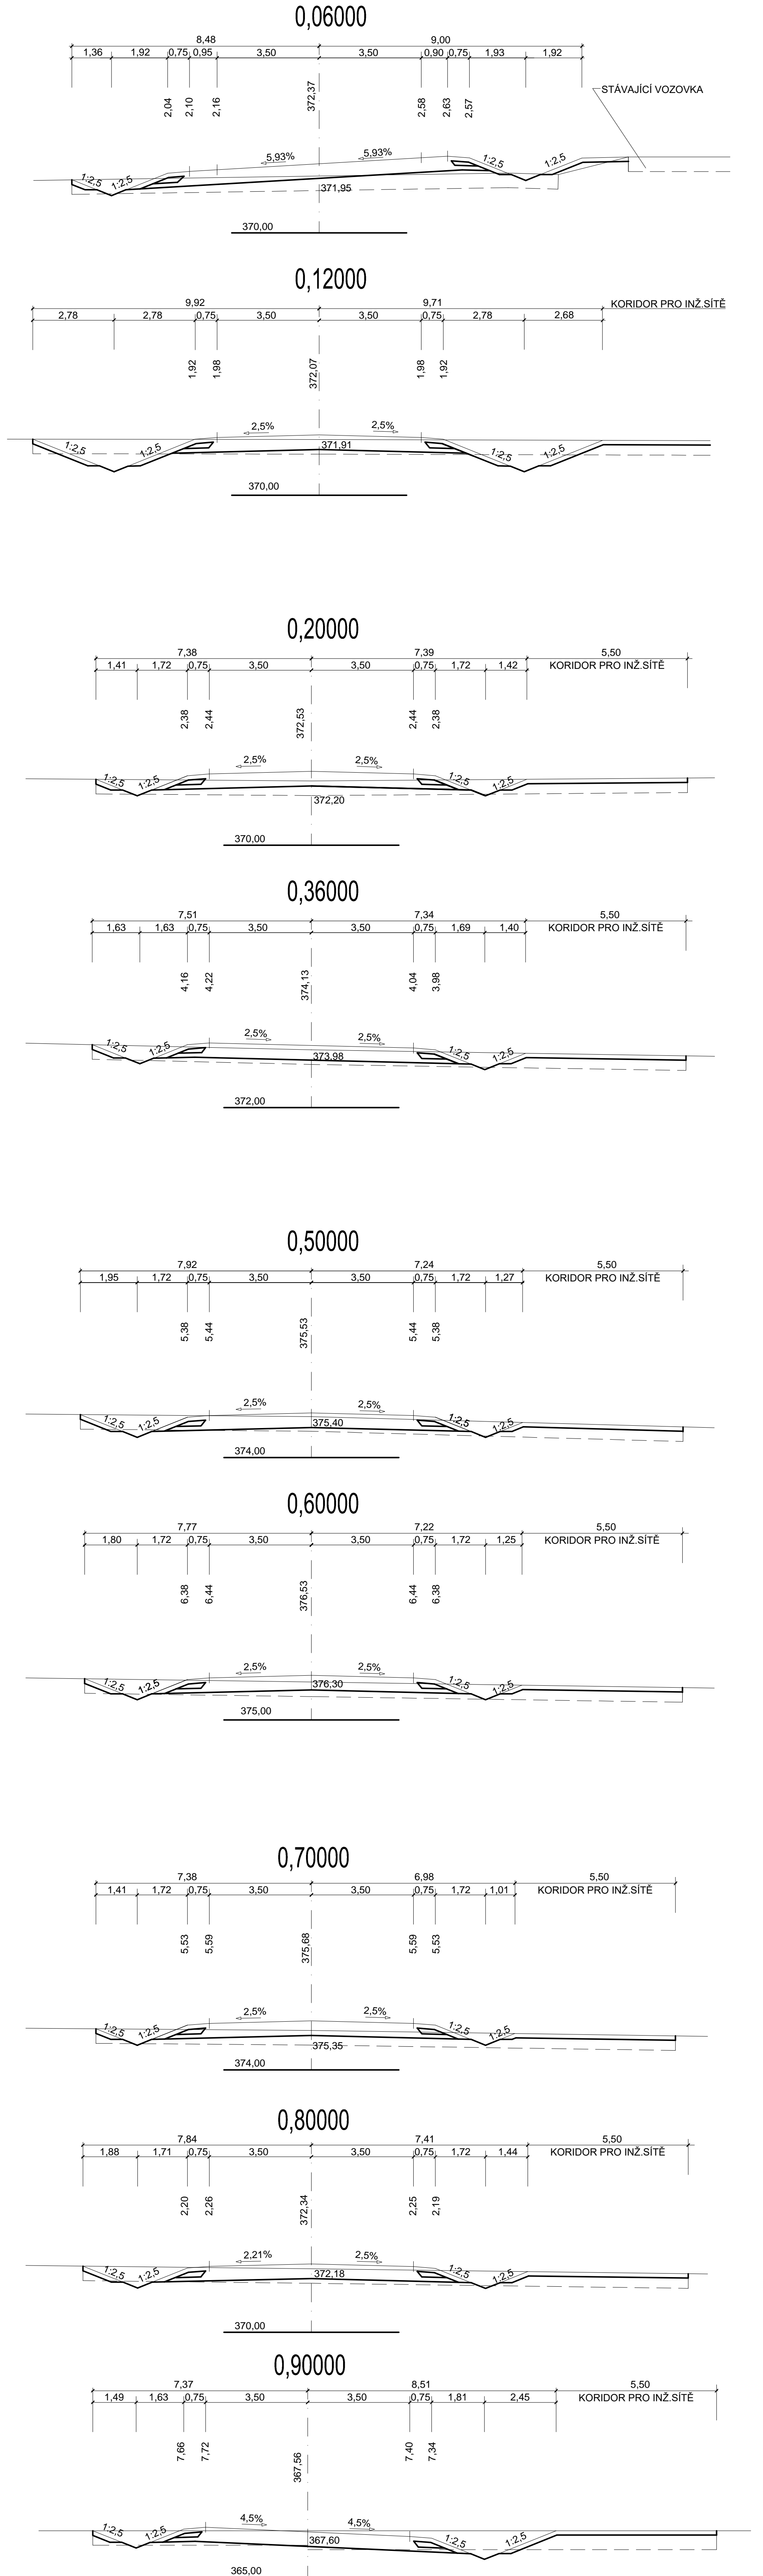 0,06000
8,48 9,00
1,36 1,92 0,75 0,95 3,50 3,50 0,90 0,75 1,93 1,92
2,04 2,10 2,16 372,37 2,58 2,63 2,57
STÁVAJÍCÍ VOZOVKA
1:2,5 1:2,5 5,93% 5,93% 1:2,5 1:2,5
371,95
370,00
0,12000
9,92 9,71 KORIDOR PRO INŽ.SÍTĚ
2,78 2,78 0,75 3,50 3,50 0,75 2,78 2,68
1,92 1,98 372,07 1,98 1,92
1:2,5 1:2,5 2,5% 2,5% 1:2,5 1:2,5
371,91
370,00
0,20000
7,38 7,39 5,50
1,41 1,72 0,75 3,50 3,50 0,75 1,72 1,42 KORIDOR PRO INŽ.SÍTĚ
2,38 2,44 372,53 2,44 2,38
1:2,5 1:2,5 2,5% 2,5% 1:2,5 1:2,5
372,20
370,00
0,36000
7,51 7,34 5,50
1,63 1,63 0,75 3,50 3,50 0,75 1,69 1,40 KORIDOR PRO INŽ.SÍTĚ
4,16 4,22 374,13 4,04 3,98
1:2,5 1:2,5 2,5% 2,5% 1:2,5 1:2,5
373,98
372,00
0,50000
7,92 7,24 5,50
1,95 1,72 0,75 3,50 3,50 0,75 1,72 1,27 KORIDOR PRO INŽ.SÍTĚ
5,38 5,44 375,53 5,44 5,38
1:2,5 1:2,5 2,5% 2,5% 1:2,5 1:2,5
375,40
374,00
0,60000
7,77 7,22 5,50
1,80 1,72 0,75 3,50 3,50 0,75 1,72 1,25 KORIDOR PRO INŽ.SÍTĚ
6,38 6,44 376,53 6,44 6,38
1:2,5 1:2,5 2,5% 2,5% 1:2,5 1:2,5
376,30
375,00
0,70000
7,38 6,98 5,50
1,41 1,72 0,75 3,50 3,50 0,75 1,72 1,01 KORIDOR PRO INŽ.SÍTĚ
5,53 5,59 375,68 5,59 5,53
1:2,5 1:2,5 2,5% 2,5% 1:2,5 1:2,5
375,35
374,00
0,80000
7,84 7,41 5,50
1,88 1,71 0,75 3,50 3,50 0,75 1,72 1,44 KORIDOR PRO INŽ.SÍTĚ
2,20 2,26 372,34 2,25 2,19
1:2,5 1:2,5 2,21% 2,5% 1:2,5 1:2,5
372,18
370,00
0,90000
7,37 8,51 5,50
1,49 1,63 0,75 3,50 3,50 0,75 1,81 2,45 KORIDOR PRO INŽ.SÍTĚ
7,66 7,72 367,56 7,40 7,34
1:2,5 1:2,5 4,5% 4,5% 1:2,5 1:2,5
367,60
365,00